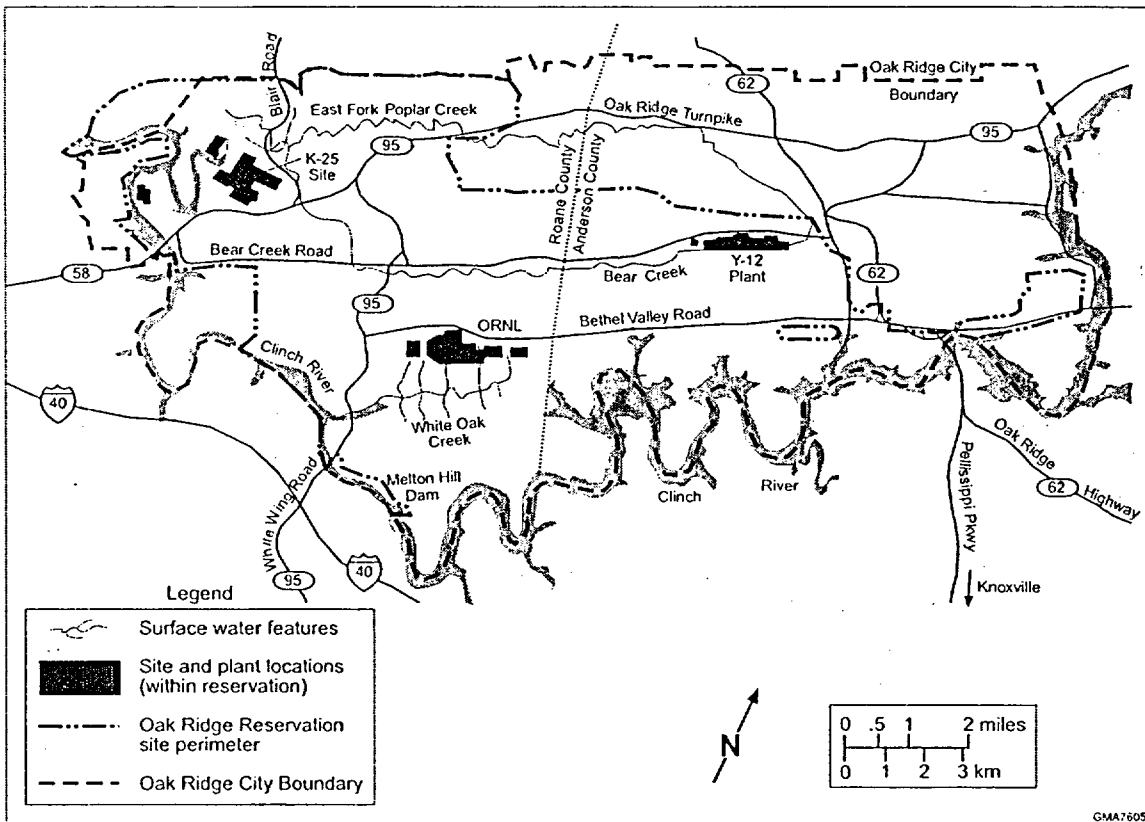 Blair Road
62
Oak Ridge City
Boundary
East Fork Poplar Creek
Oak Ridge Turnpike
95
95
K-25
Site
Roane County
Anderson County
Bear Creek Road
58
Bear Creek
Y-12
Plant
62
95
ORNL
Bethel Valley Road
Clinch
River
40
White Oak
Creek
Melton Hill
Dam
White Wing Road
Clinch
River
Oak Ridge
Highway
62
Pellissippi Pkwy
95
40
Knoxville
Legend
Surface water features
Site and plant locations
(within reservation)
Oak Ridge Reservation
site perimeter
Oak Ridge City Boundary
N
0 .5 1 2 miles
0 1 2 3 km
GMA7605